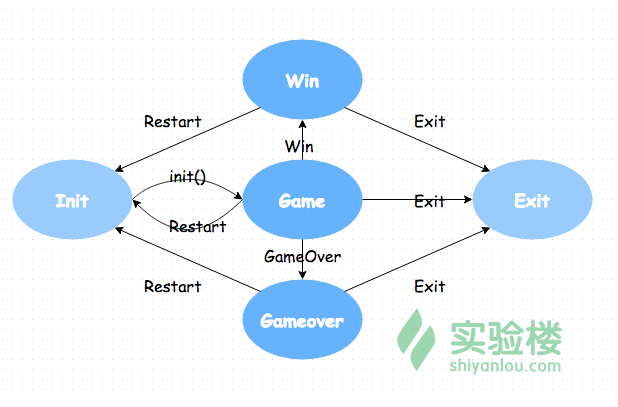 Win
Restart
Exit
Win
init()
Init
Game
Exit
Exit
Restart
GameOver
Restart
Exit
Gameover
实验楼
shiyanlou.com